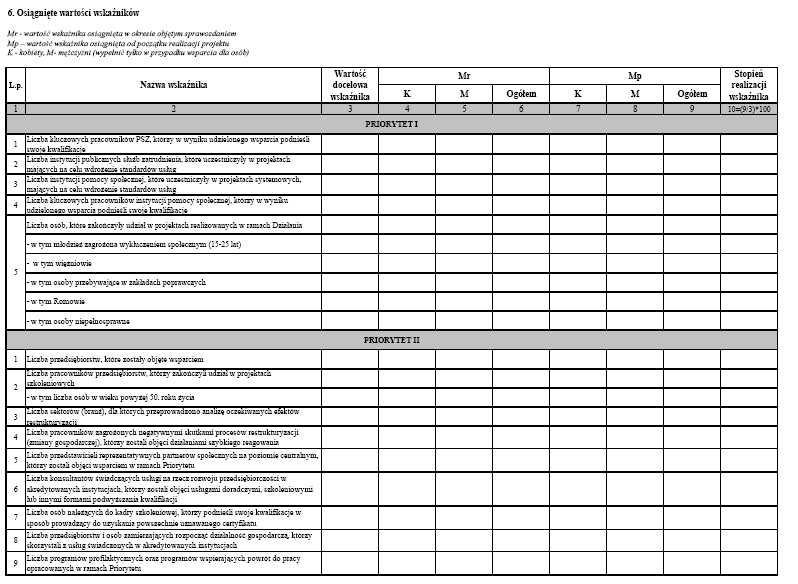 6. Osiągnięte wartości wskaźników
Mr - wartość wskaźnika osiągnięta w okresie objętym sprawozdaniem
Mp – wartość wskaźnika osiągnięta od początku realizacji projektu
K - kobiety, M- mężczyźni (wypełnić tylko w przypadku wsparcia dla osób)
L.p.
Nazwa wskaźnika
Wartość
docelowa
wskaźnika
Mr
Mp
Stopień
realizacji
wskaźnika
K M Ogółem K M Ogółem
1 2 3 4 5 6 7 8 9 10=(9/3)*100
PRIORYTET I
1 Liczba kluczowych pracowników PSZ, którzy w wyniku udzielonego wsparcia podnieśli
swoje kwalifikacje
2 Liczba instytucji publicznych służb zatrudnienia, które uczestniczyły w projektach
mających na celu wdrożenie standardów usług
3 Liczba instytucji pomocy społecznej, które uczestniczyły w projektach systemowych,
mających na celu wdrożenie standardów usług
4 Liczba kluczowych pracowników instytucji pomocy społecznej, którzy w wyniku
udzielonego wsparcia podnieśli swoje kwalifikacje
5 Liczba osób, które zakończyły udział w projektach realizowanych w ramach Działania
- w tym młodzież zagrożona wykluczeniem społecznym (15-25 lat)
- w tym więźniowie
- w tym osoby przebywające w zakładach poprawczych
- w tym Romowie
- w tym osoby niepełnosprawne
PRIORYTET II
1 Liczba przedsiębiorstw, które zostały objęte wsparciem
2 Liczba pracowników przedsiębiorstw, którzy zakończyli udział w projektach
szkoleniowych
- w tym liczba osób w wieku powyżej 50. roku życia
3 Liczba sektorów (branż), dla których przeprowadzono analizę oczekiwanych efektów
restrukturyzacji
4 Liczba pracowników zagrożonych negatywnymi skutkami procesów restrukturyzacji
(zmiany gospodarczej), którzy zostali objęci działaniami szybkiego reagowania
5 Liczba przedstawicieli reprezentatywnych partnerów społecznych na poziomie centralnym,
którzy zostali objęci wsparciem w ramach Priorytetu
6 Liczba konsultantów świadczących usługi na rzecz rozwoju przedsiębiorczości w
akredytowanych instytucjach, którzy zostali objęci usługami doradczymi, szkoleniowymi
lub innymi formami podwyższania kwalifikacji
7 Liczba osób należących do kadry szkoleniowej, którzy podnieśli swoje kwalifikacje w
sposób prowadzący do uzyskania powszechnie uznawanego certyfikatu
8 Liczba przedsiębiorstw i osób zamierzających rozpocząć działalność gospodarczą, którzy
skorzystali z usług świadczonych w akredytowanych instytucjach
9 Liczba programów profilaktycznych oraz programów wspierających powrót do pracy
opracowanych w ramach Priorytetu